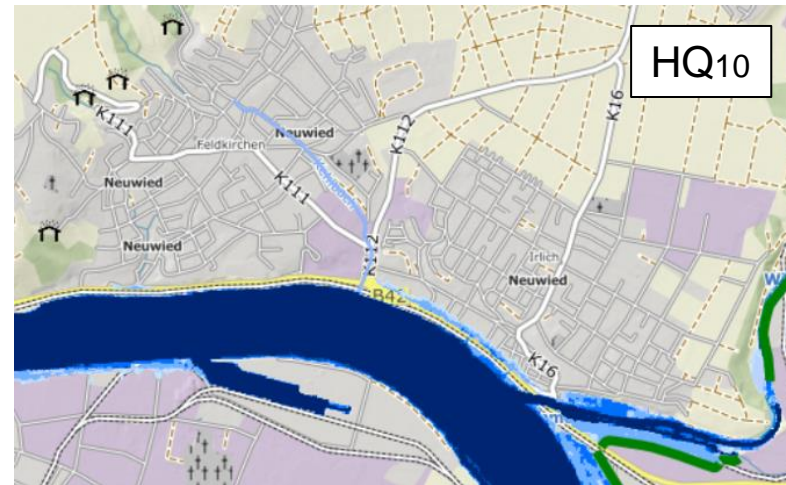 HQ10
K111
Feldkirchen
Neuwied
K112
K16
Neuwied
K111
Neuwied
K112
Irlich
Neuwied
B42
K16